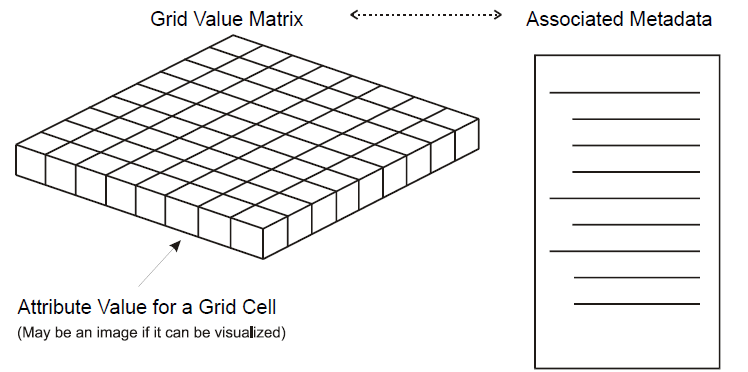 Grid Value Matrix
Associated Metadata
Attribute Value for a Grid Cell
(May be an image if it can be visualized)